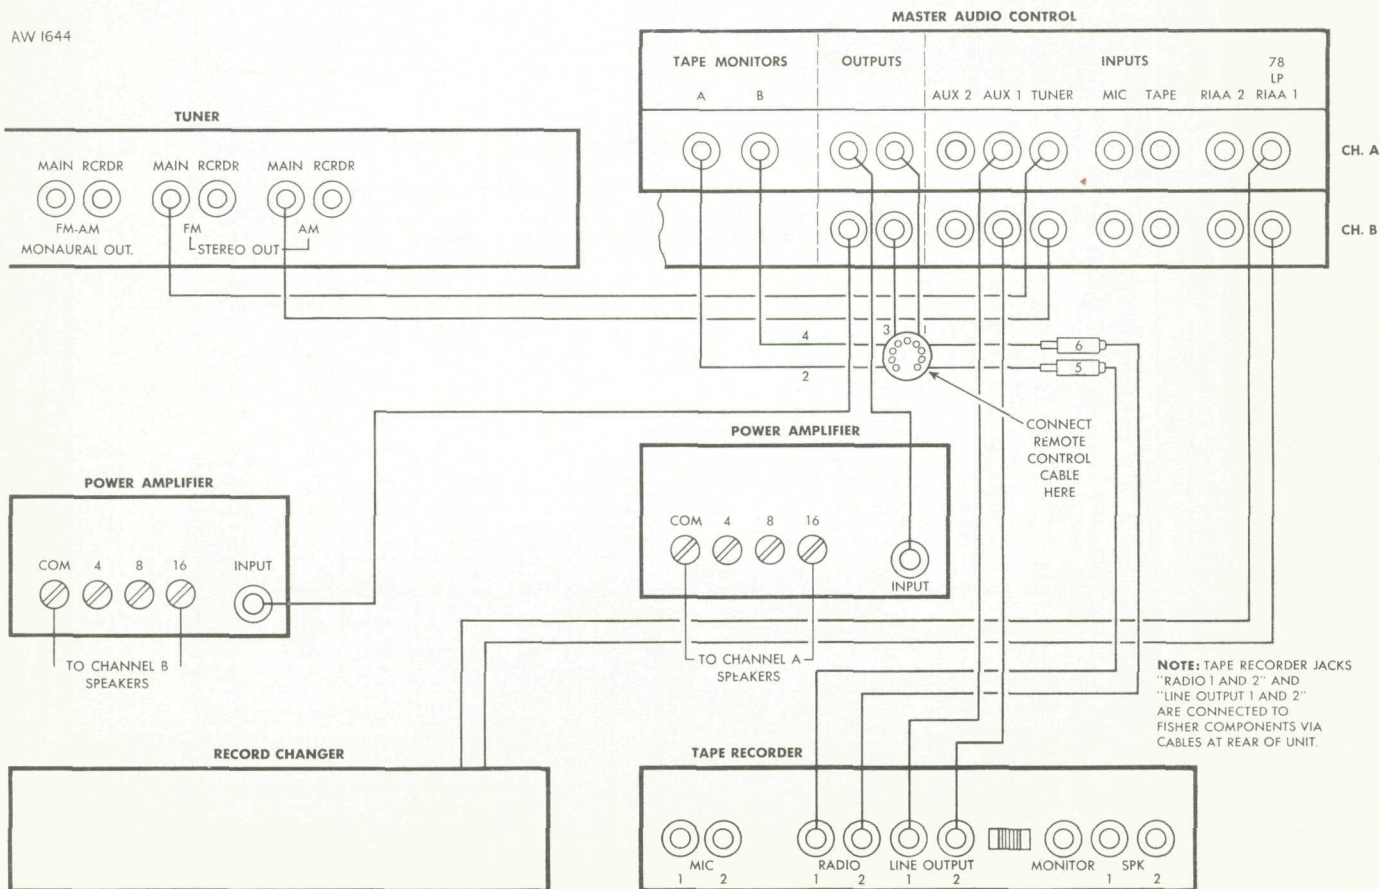 AW 1644
MASTER AUDIO CONTROL
TAPE MONITORS
OUTPUTS
INPUTS
78
LP
A B
AUX 2 AUX 1 TUNER MIC TAPE RIAA 2 RIAA 1
CH. A
CH. B
TUNER
MAIN RCRDR MAIN RCRDR MAIN RCRDR
FM-AM FM AM
MONAURAL OUT. STEREO OUT
3 1
4
2
6
5
CONNECT
REMOTE
CONTROL
CABLE
HERE
POWER AMPLIFIER
COM 4 8 16
INPUT
TO CHANNEL A
SPEAKERS
POWER AMPLIFIER
COM 4 8 16 INPUT
TO CHANNEL B
SPEAKERS
NOTE: TAPE RECORDER JACKS
"RADIO 1 AND 2" AND
"LINE OUTPUT 1 AND 2"
ARE CONNECTED TO
FISHER COMPONENTS VIA
CABLES AT REAR OF UNIT.
RECORD CHANGER
TAPE RECORDER
MIC RADIO LINE OUTPUT MONITOR SPK
1 2 1 2 1 2 1 2